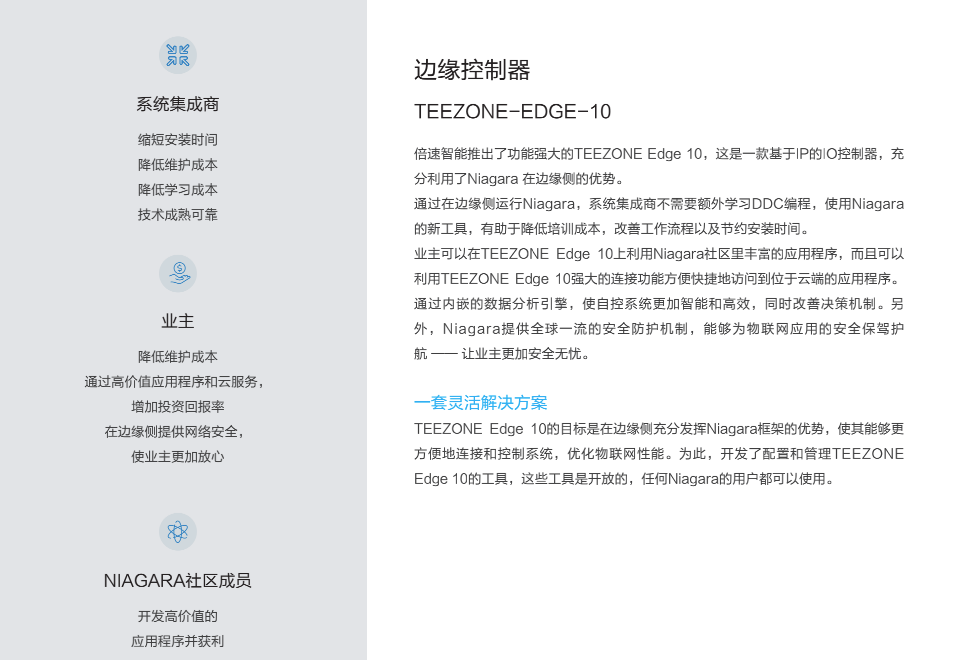 系统集成商
缩短安装时间
降低维护成本
降低学习成本
技术成熟可靠
业主
降低维护成本
通过高价值应用程序和云服务，
增加投资回报率
在边缘侧提供网络安全，
使业主更加放心
NIAGARA社区成员
开发高价值的
应用程序并获利
边缘控制器
TEEZONE-EDGE-10
倍速智能推出了功能强大的TEEZONE Edge 10，这是一款基于IP的IO控制器，充
分利用了Niagara 在边缘侧的优势。
通过在边缘侧运行Niagara，系统集成商不需要额外学习DDC编程，使用Niagara
的新工具，有助于降低培训成本，改善工作流程以及节约安装时间。
业主可以在TEEZONE Edge 10上利用Niagara社区里丰富的应用程序，而且可以
利用TEEZONE Edge 10强大的连接功能方便快捷地访问到位于云端的应用程序。
通过内嵌的数据分析引擎，使自控系统更加智能和高效，同时改善决策机制。另
外，Niagara提供全球一流的安全防护机制，能够为物联网应用的安全保驾护
航 —— 让业主更加安全无忧。
一套灵活解决方案
TEEZONE Edge 10的目标是在边缘侧充分发挥Niagara框架的优势，使其能够更
方便地连接和控制系统，优化物联网性能。为此，开发了配置和管理TEEZONE
Edge 10的工具，这些工具是开放的，任何Niagara的用户都可以使用。